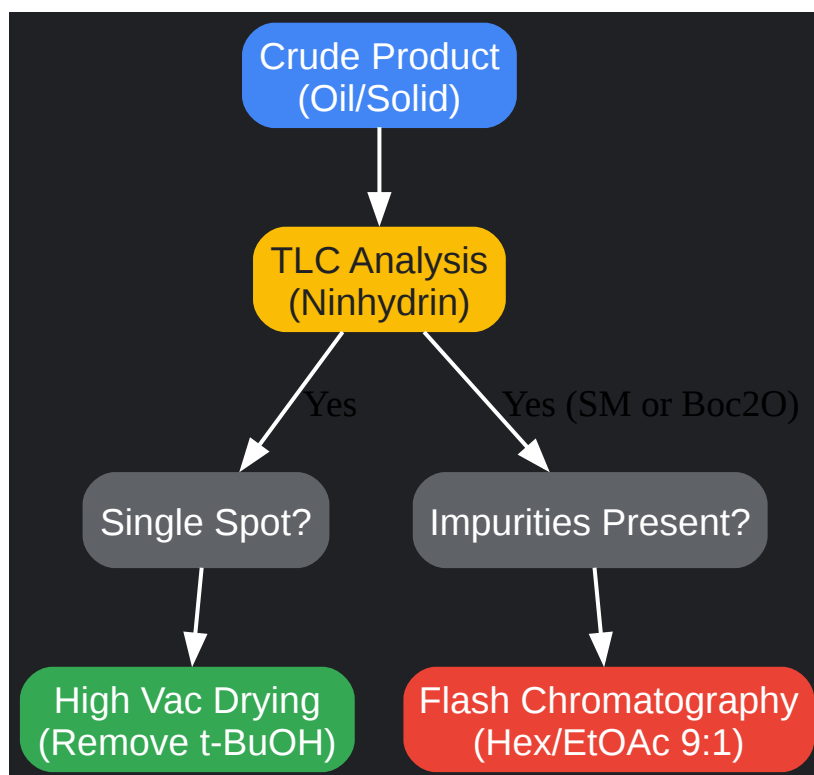 Crude Product
(Oil/Solid)
TLC Analysis
(Ninhydrin)
Yes
Yes (SM or Boc2O)
Single Spot?
Impurities Present?
High Vac Drying
(Remove t-BuOH)
Flash Chromatography
(Hex/EtOAc 9:1)